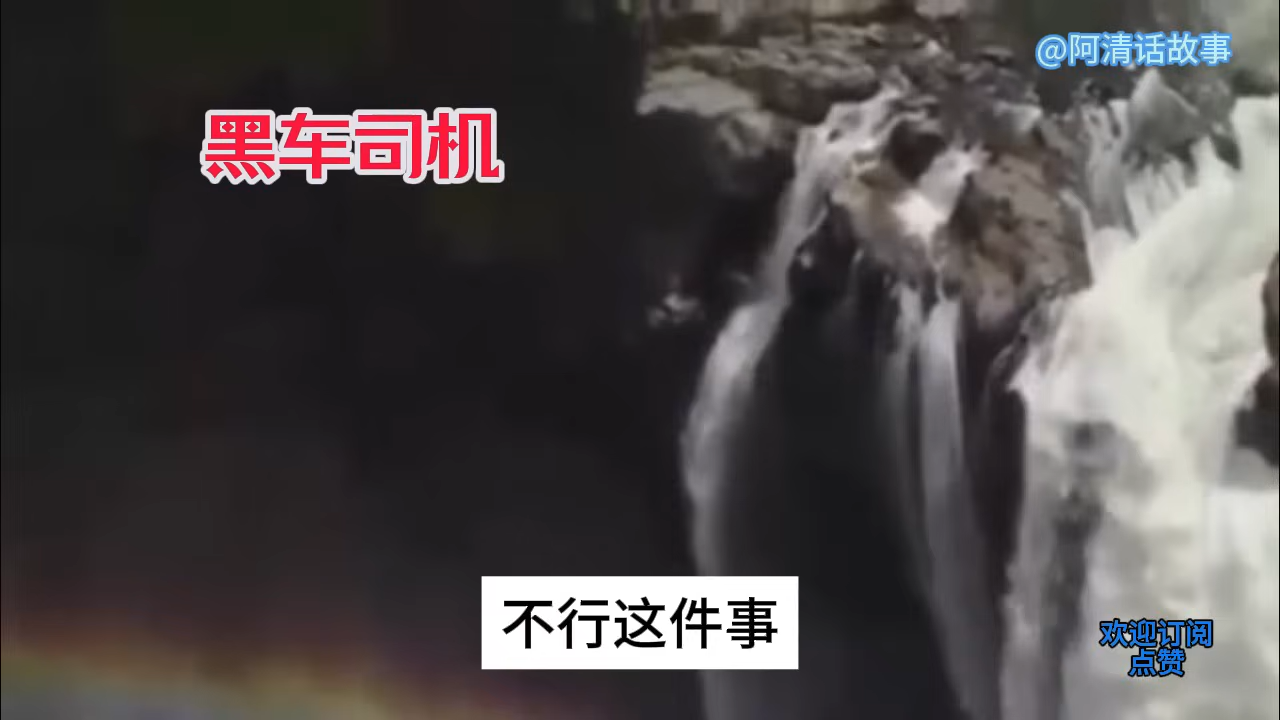 @阿清话故事
黑车司机
不行这件事
欢迎订阅
点赞